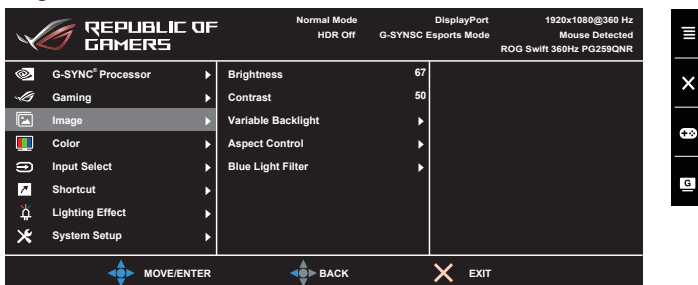 REPUBLIC OF
GAMERS
Normal Mode
HDR Off
DisplayPort
G-SYNSC Esports Mode
1920x1080@360 Hz
Mouse Detected
ROG Swift 360Hz PG259QNR
G-SYNC® Processor
Gaming
Image
Color
Input Select
Shortcut
Lighting Effect
System Setup
Brightness 67
Contrast 50
Variable Backlight
Aspect Control
Blue Light Filter
MOVE/ENTER
BACK
EXIT
G